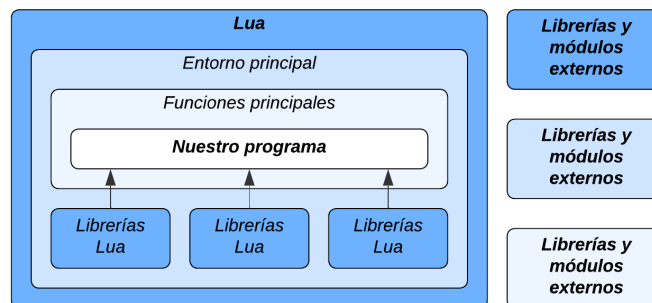 Lua
Entorno principal
Funciones principales
Nuestro programa
Librerías
Lua
Librerías
Lua
Librerías
Lua
Librerías y
módulos
externos
Librerías y
módulos
externos
Librerías y
módulos
externos